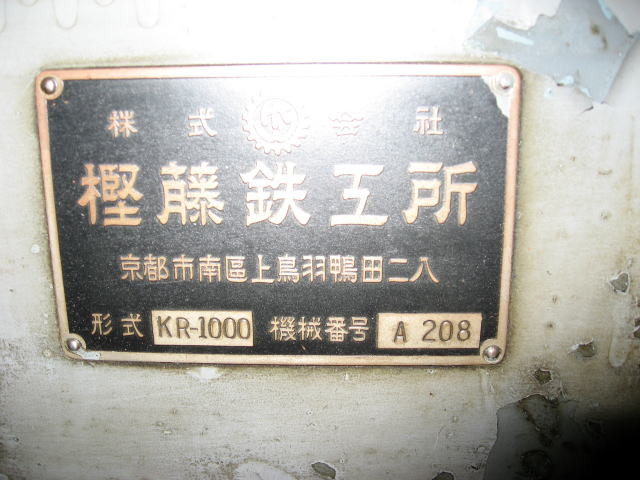 株式会社
樫藤鉄工所
京都市南區上鳥羽鴨田二八
形式 KR-1000 機械番号 A 208